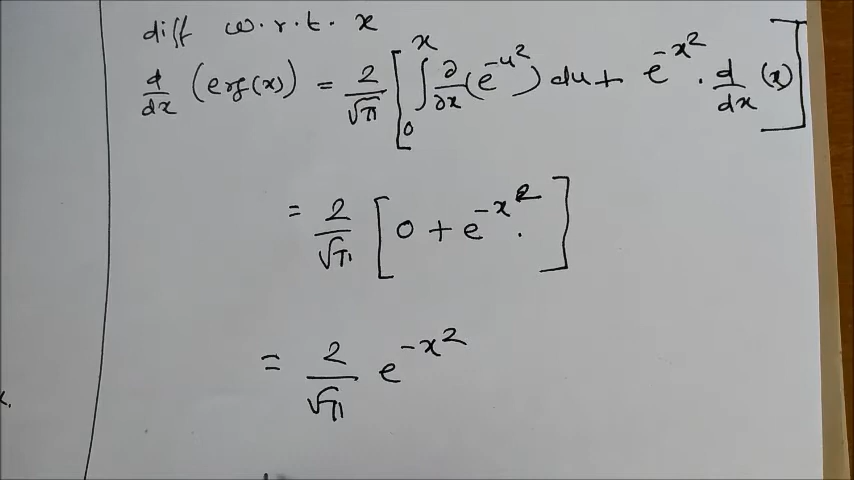 diff w.r.t. x
d/dx (erf(x)) = 2/√π [ ∫₀ˣ ∂/∂x (e^-u²) du + e^-x² . d/dx (x) ]
= 2/√π [ 0 + e^-x² . ]
= 2/√π e^-x²